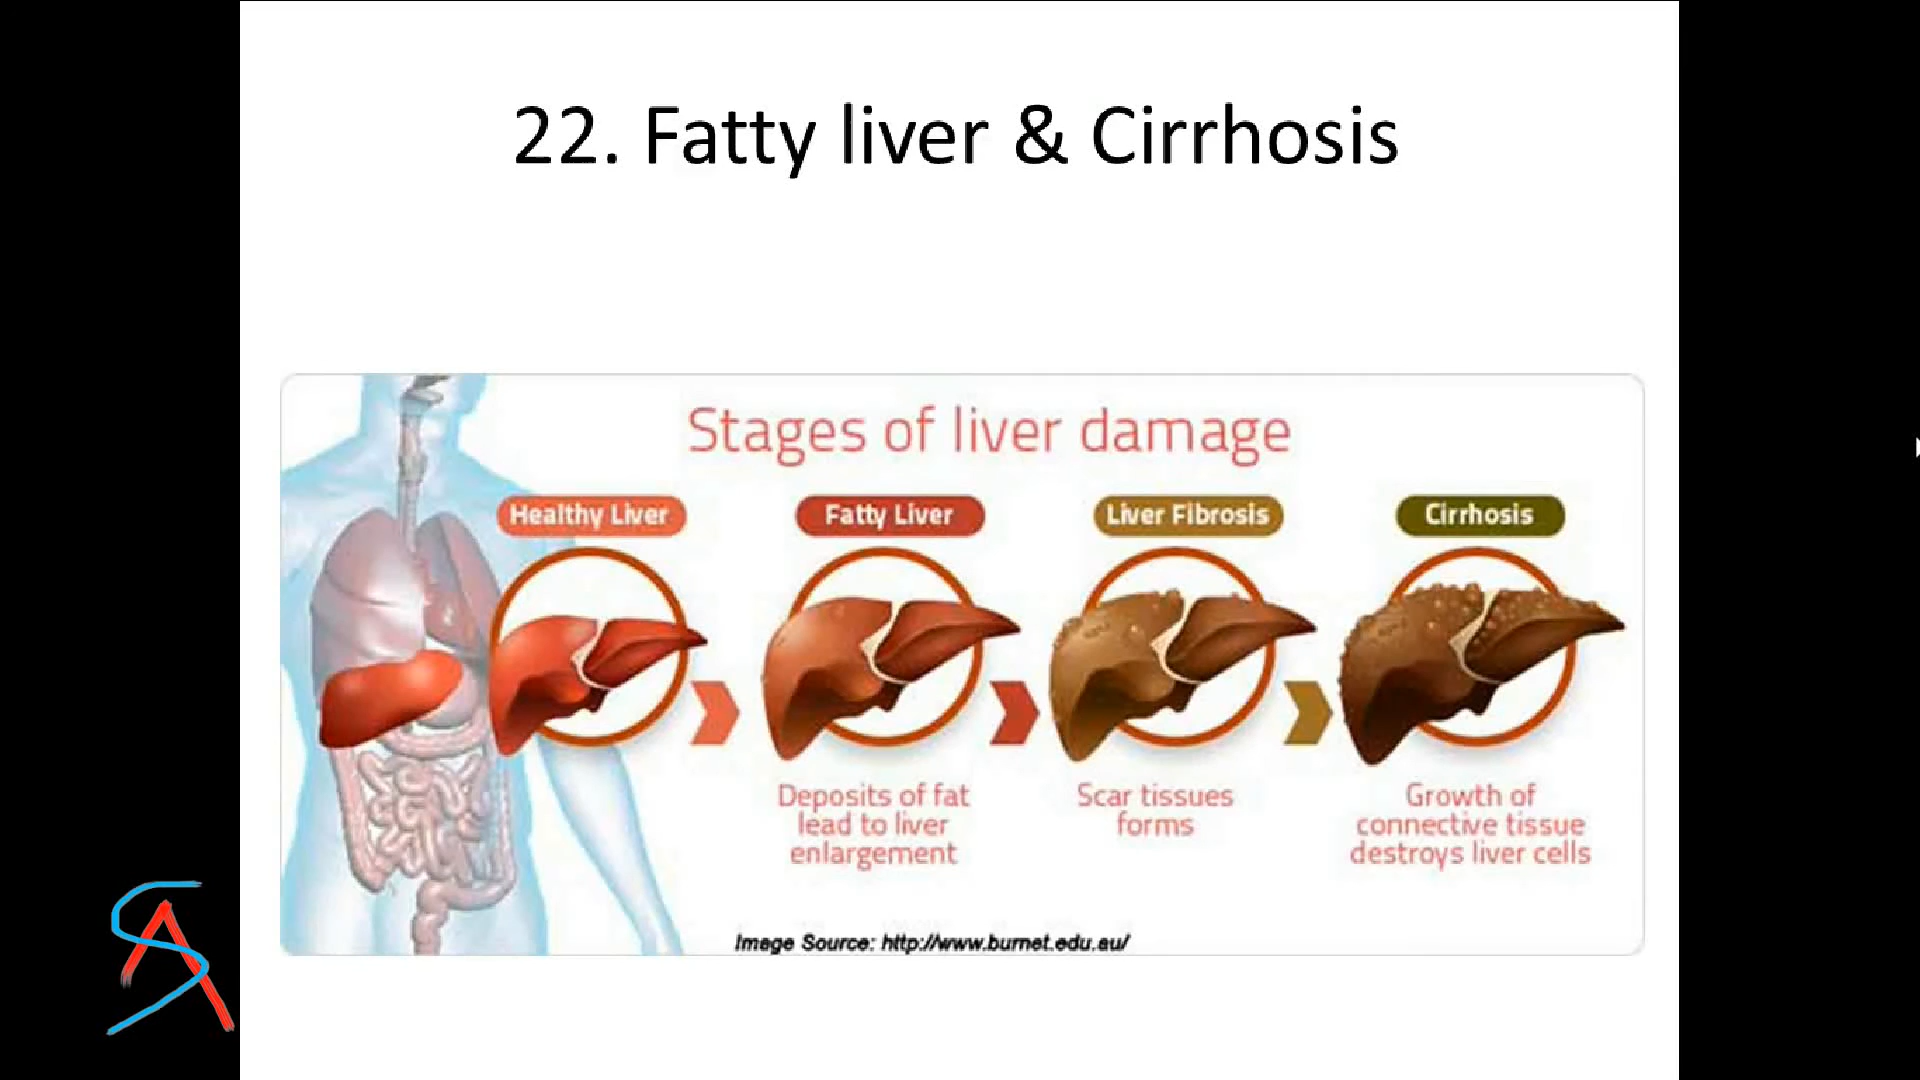 22. Fatty liver & Cirrhosis
Stages of liver damage
Healthy Liver
Fatty Liver
Liver Fibrosis
Cirrhosis
Deposits of fat
lead to liver
enlargement
Scar tissues
forms
Growth of
connective tissue
destroys liver cells
Image Source: http://www.burnet.edu.au/
SA